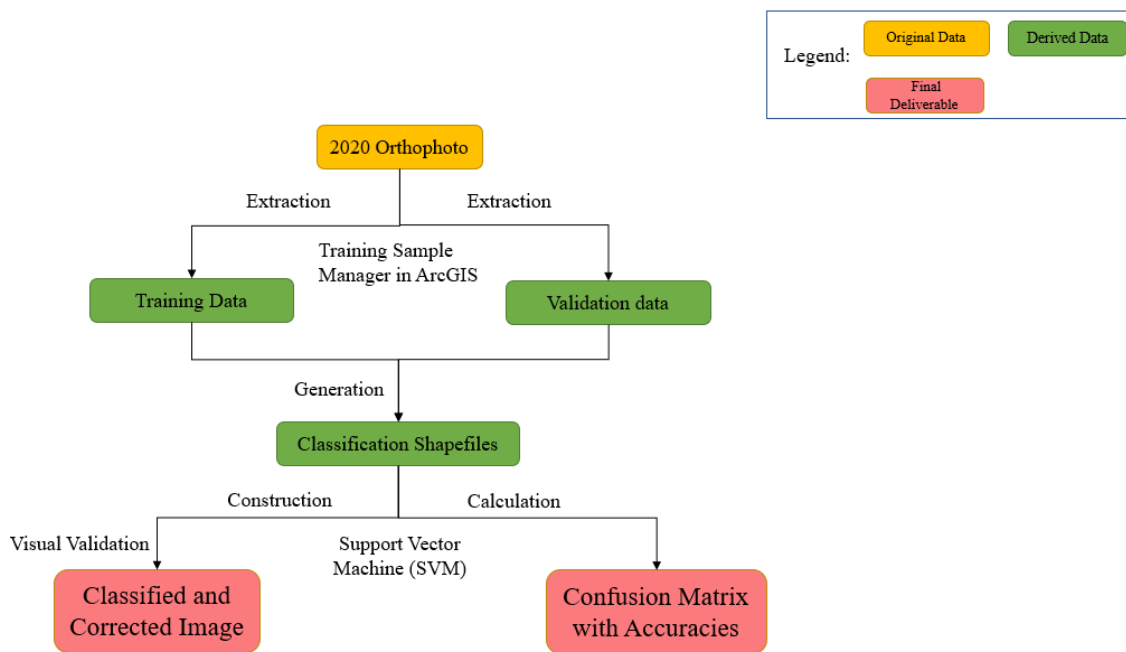 Legend:
Original Data
Derived Data
Final
Deliverable
2020 Orthophoto
Extraction
Extraction
Training Sample
Manager in ArcGIS
Training Data
Validation data
Generation
Classification Shapefiles
Construction
Calculation
Visual Validation
Support Vector
Machine (SVM)
Classified and
Corrected Image
Confusion Matrix
with Accuracies